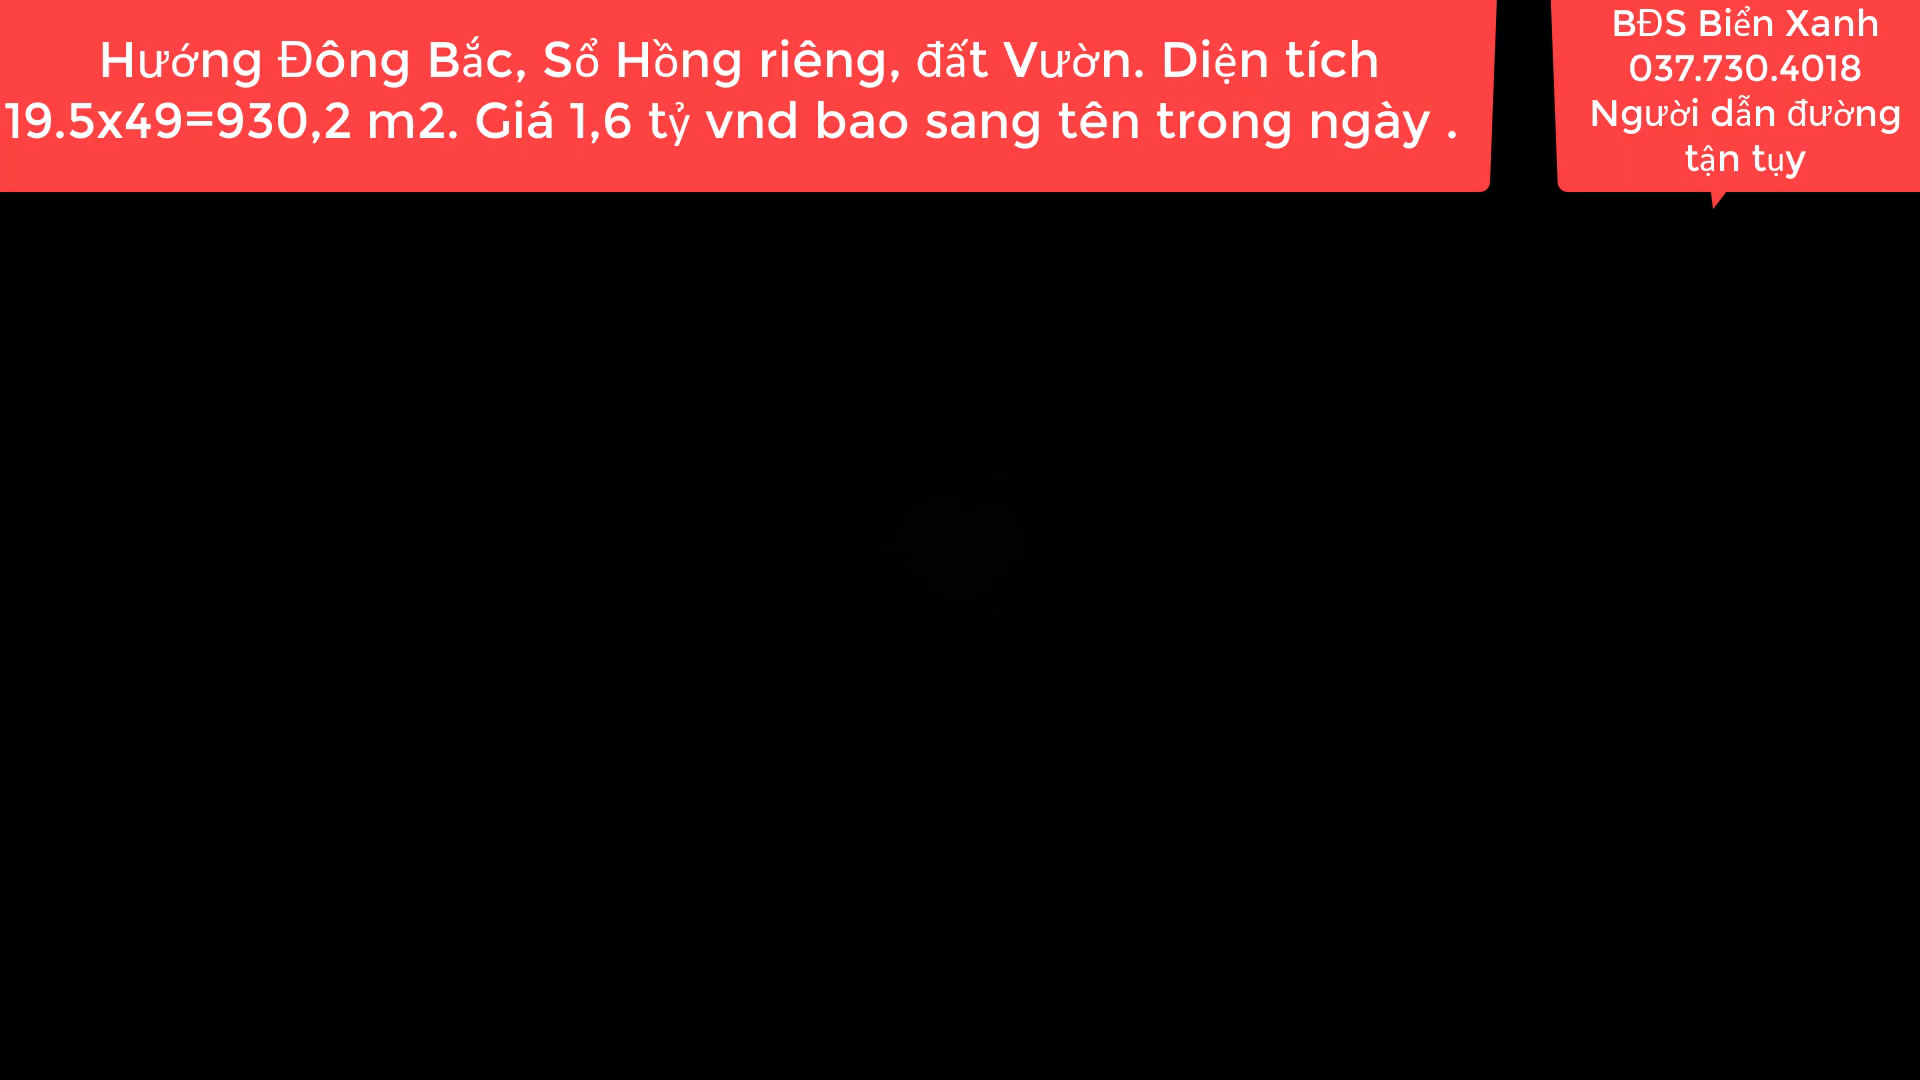 Hướng Đông Bắc, Sổ Hồng riêng, đất Vườn. Diện tích
19.5x49=930,2 m2. Giá 1,6 tỷ vnd bao sang tên trong ngày .
BĐS Biển Xanh
037.730.4018
Người dẫn đường
tận tụy